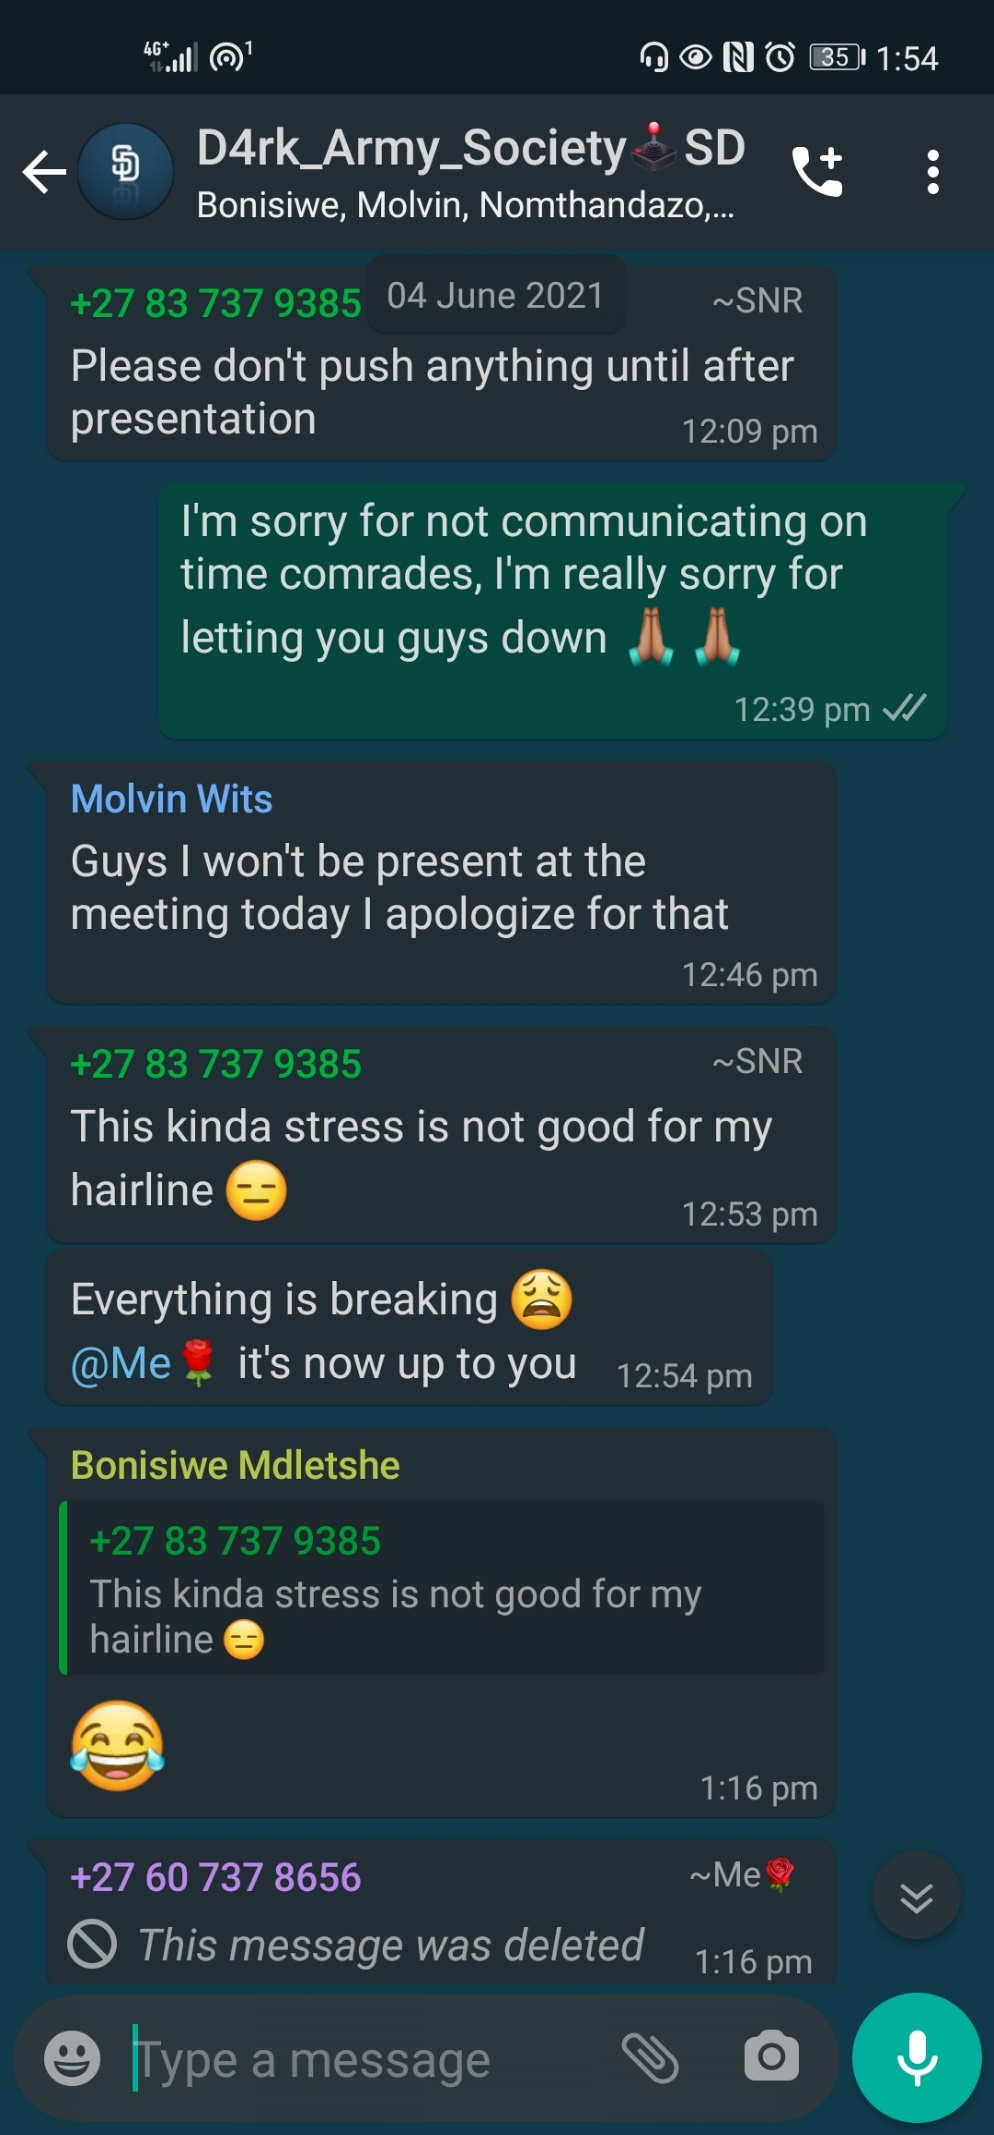 4G+ 1 35 1:54
D4rk_Army_Society🕹️SD
Bonisiwe, Molvin, Nomthandazo,...
SD
04 June 2021
+27 83 737 9385 ~SNR
Please don't push anything until after
presentation
12:09 pm
I'm sorry for not communicating on
time comrades, I'm really sorry for
letting you guys down 🙏🏽 🙏🏽
12:39 pm
Molvin Wits
Guys I won't be present at the
meeting today I apologize for that
12:46 pm
+27 83 737 9385 ~SNR
This kinda stress is not good for my
hairline 😑
12:53 pm
Everything is breaking 😩
@Me🌹 it's now up to you 12:54 pm
Bonisiwe Mdletshe
+27 83 737 9385
This kinda stress is not good for my
hairline 😑
😂
1:16 pm
+27 60 737 8656 ~Me🌹
This message was deleted 1:16 pm
Type a message